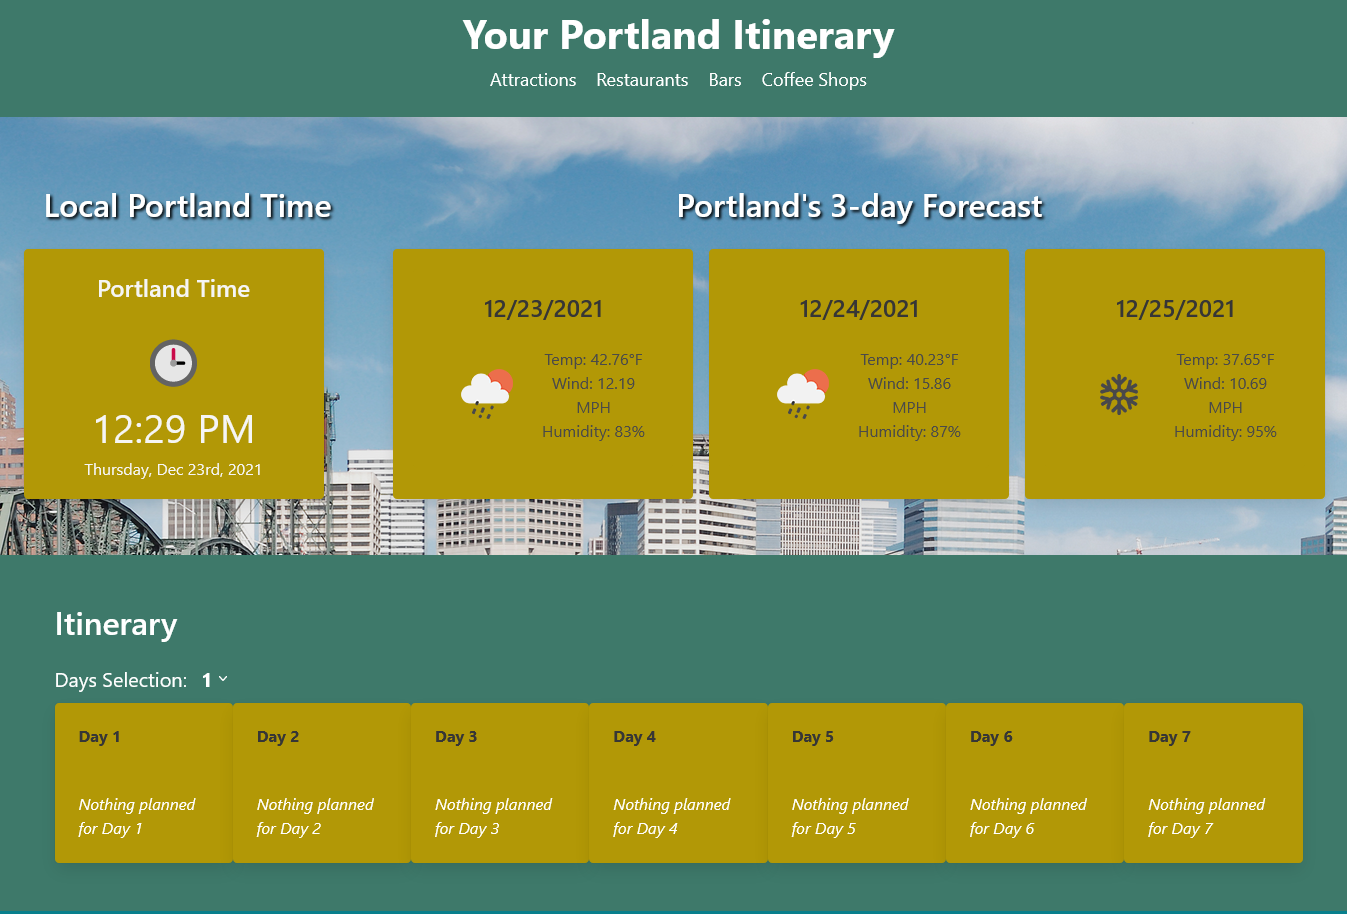 Your Portland Itinerary
Attractions Restaurants Bars Coffee Shops
Local Portland Time
Portland's 3-day Forecast
Portland Time
12:29 PM
Thursday, Dec 23rd, 2021
12/23/2021
Temp: 42.76°F
Wind: 12.19
MPH
Humidity: 83%
12/24/2021
Temp: 40.23°F
Wind: 15.86
MPH
Humidity: 87%
12/25/2021
Temp: 37.65°F
Wind: 10.69
MPH
Humidity: 95%
Itinerary
Days Selection: 1
Day 1
Nothing planned
for Day 1
Day 2
Nothing planned
for Day 2
Day 3
Nothing planned
for Day 3
Day 4
Nothing planned
for Day 4
Day 5
Nothing planned
for Day 5
Day 6
Nothing planned
for Day 6
Day 7
Nothing planned
for Day 7